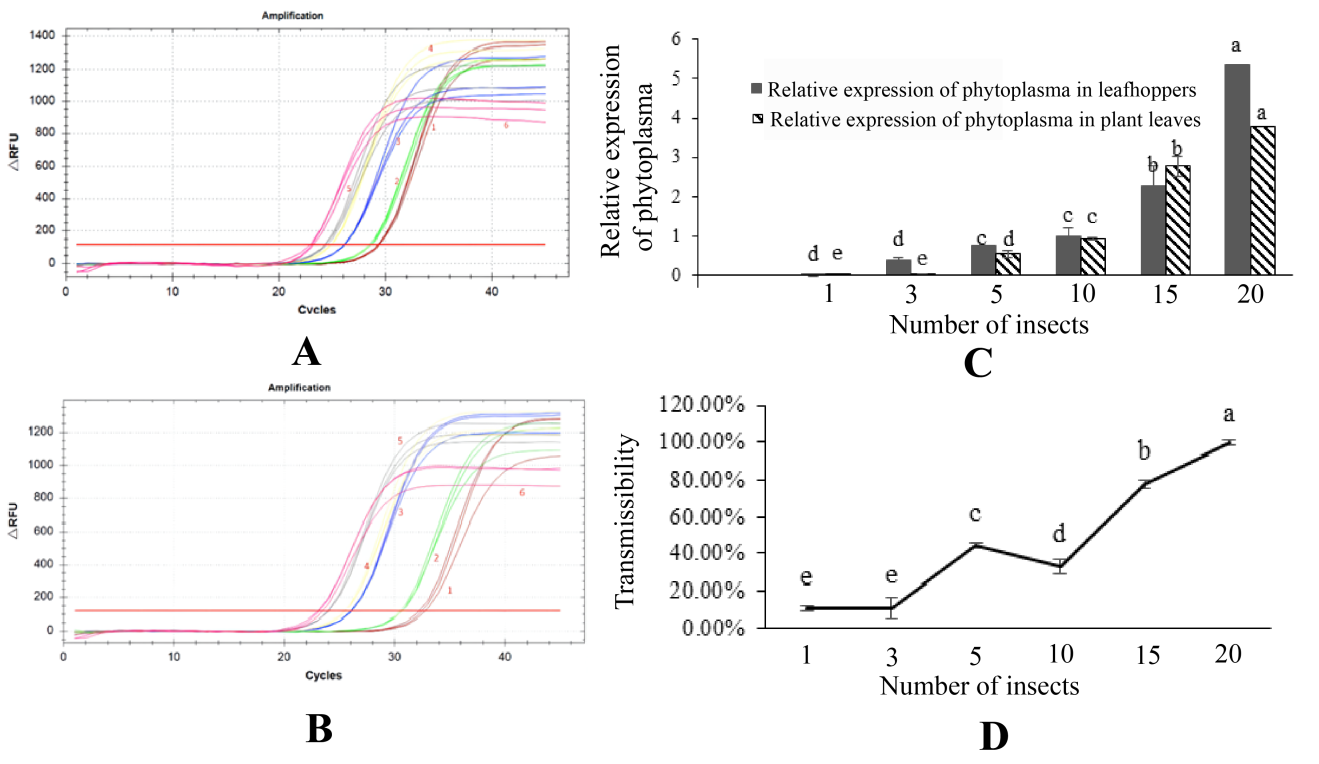 Amplification
1400
1200
1000
800
600
400
200
0
△RFU
4
1
6
3
2
5
0 10 20 30 40
Cycles
A
6
5
4
3
2
1
0
Relative expression
of phytoplasma
Relative expression of phytoplasma in leafhoppers
Relative expression of phytoplasma in plant leaves
d e d e c d c c b b a a
1 3 5 10 15 20
Number of insects
C
Amplification
1200
1000
800
600
400
200
0
△RFU
5
6
3
2
4
1
0 10 20 30 40
Cycles
B
120.00%
100.00%
80.00%
60.00%
40.00%
20.00%
0.00%
Transmissibility
e e c d b a
1 3 5 10 15 20
Number of insects
D